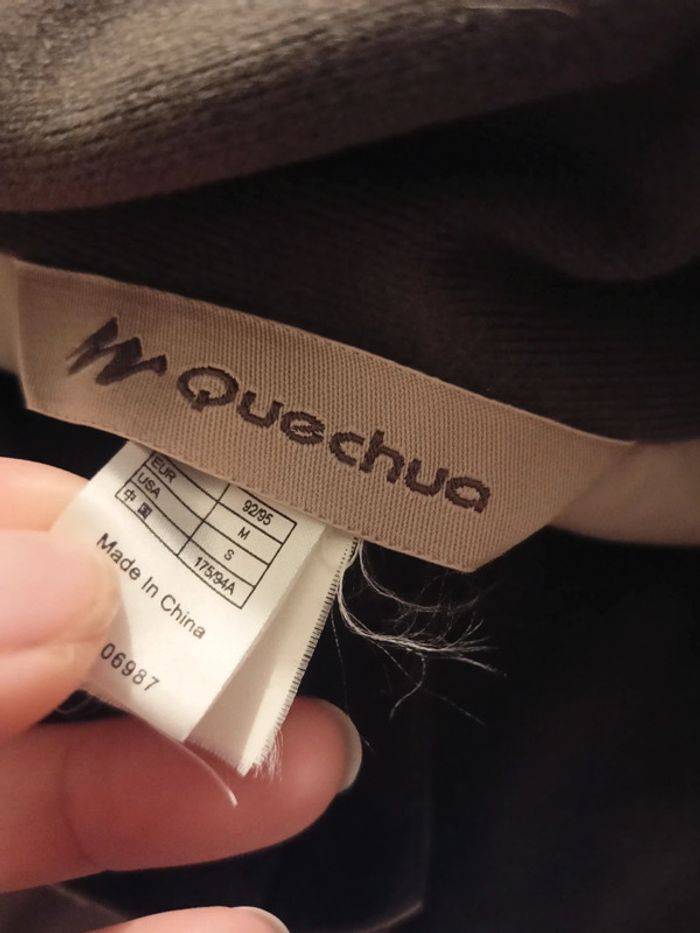 Quechua
92/95
EUR M
USA S
中国 175/94A
Made In China
06987